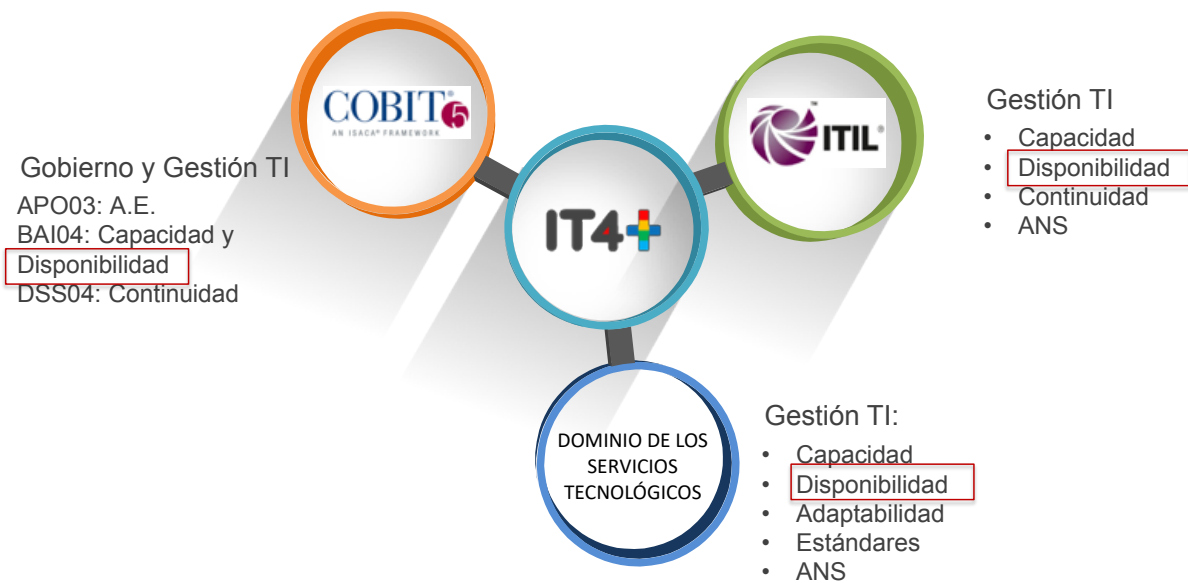 COBIT®5
AN ISACA® FRAMEWORK
ITIL®
™
IT4+
Gobierno y Gestión TI
APO03: A.E.
BAI04: Capacidad y
Disponibilidad
DSS04: Continuidad
Gestión TI
• Capacidad
• Disponibilidad
• Continuidad
• ANS
DOMINIO DE LOS
SERVICIOS
TECNOLÓGICOS
Gestión TI:
• Capacidad
• Disponibilidad
• Adaptabilidad
• Estándares
• ANS